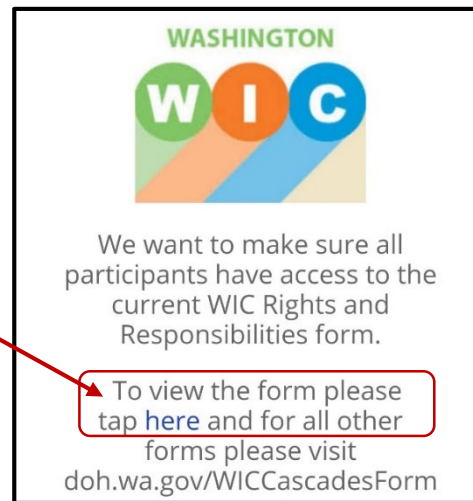 WASHINGTON
WIC
We want to make sure all
participants have access to the
current WIC Rights and
Responsibilities form.
To view the form please
tap here and for all other
forms please visit
doh.wa.gov/WICCascadesForm